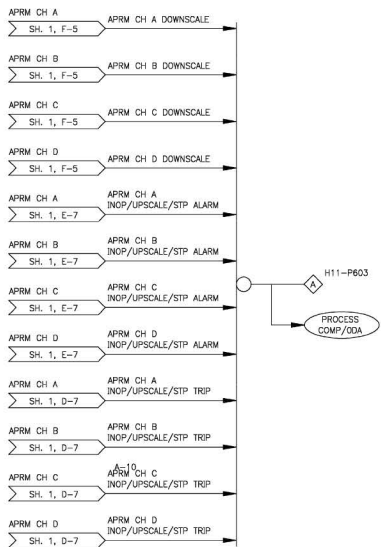 APRM CH A
SH. 1, F-5
APRM CH A DOWNSCALE
APRM CH B
SH. 1, F-5
APRM CH B DOWNSCALE
APRM CH C
SH. 1, F-5
APRM CH C DOWNSCALE
APRM CH D
SH. 1, F-5
APRM CH D DOWNSCALE
APRM CH A
SH. 1, E-7
APRM CH A
INOP/UPSCALE/STP ALARM
APRM CH B
SH. 1, E-7
APRM CH B
INOP/UPSCALE/STP ALARM
APRM CH C
SH. 1, E-7
APRM CH C
INOP/UPSCALE/STP ALARM
APRM CH D
SH. 1, E-7
APRM CH D
INOP/UPSCALE/STP ALARM
A
H11-P603
PROCESS
COMP/ODA
APRM CH A
SH. 1, D-7
APRM CH A
INOP/UPSCALE/STP TRIP
APRM CH B
SH. 1, D-7
APRM CH B
INOP/UPSCALE/STP TRIP
A-10
APRM CH C
SH. 1, D-7
APRM CH C
INOP/UPSCALE/STP TRIP
APRM CH D
SH. 1, D-7
APRM CH D
INOP/UPSCALE/STP TRIP